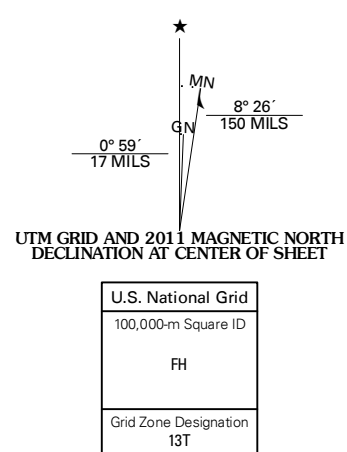 ★
MN
8° 26´
150 MILS
GN
0° 59´
17 MILS
UTM GRID AND 2011 MAGNETIC NORTH
DECLINATION AT CENTER OF SHEET
U.S. National Grid
100,000-m Square ID
FH
Grid Zone Designation
13T